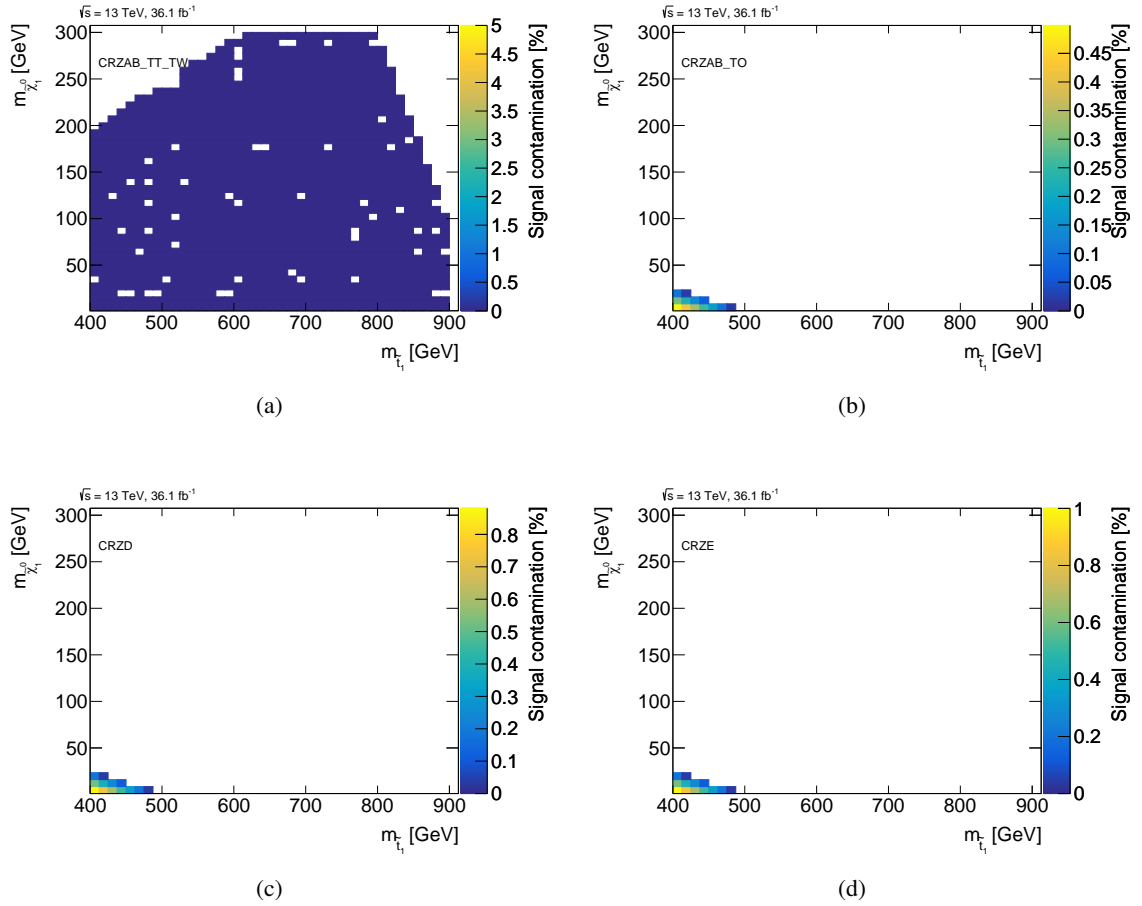 √s = 13 TeV, 36.1 fb⁻¹
CRZAB_TT_TW
m_χ̃₁⁰ [GeV]
300
250
200
150
100
50
400 500 600 700 800 900
m_t̃₁ [GeV]
5
4.5
4
3.5
3
2.5
2
1.5
1
0.5
0
Signal contamination [%]
(a)
√s = 13 TeV, 36.1 fb⁻¹
CRZAB_TO
m_χ̃₁⁰ [GeV]
300
250
200
150
100
50
400 500 600 700 800 900
m_t̃₁ [GeV]
0.45
0.4
0.35
0.3
0.25
0.2
0.15
0.1
0.05
0
Signal contamination [%]
(b)
√s = 13 TeV, 36.1 fb⁻¹
CRZD
m_χ̃₁⁰ [GeV]
300
250
200
150
100
50
400 500 600 700 800 900
m_t̃₁ [GeV]
0.8
0.7
0.6
0.5
0.4
0.3
0.2
0.1
0
Signal contamination [%]
(c)
√s = 13 TeV, 36.1 fb⁻¹
CRZE
m_χ̃₁⁰ [GeV]
300
250
200
150
100
50
400 500 600 700 800 900
m_t̃₁ [GeV]
1
0.8
0.6
0.4
0.2
0
Signal contamination [%]
(d)